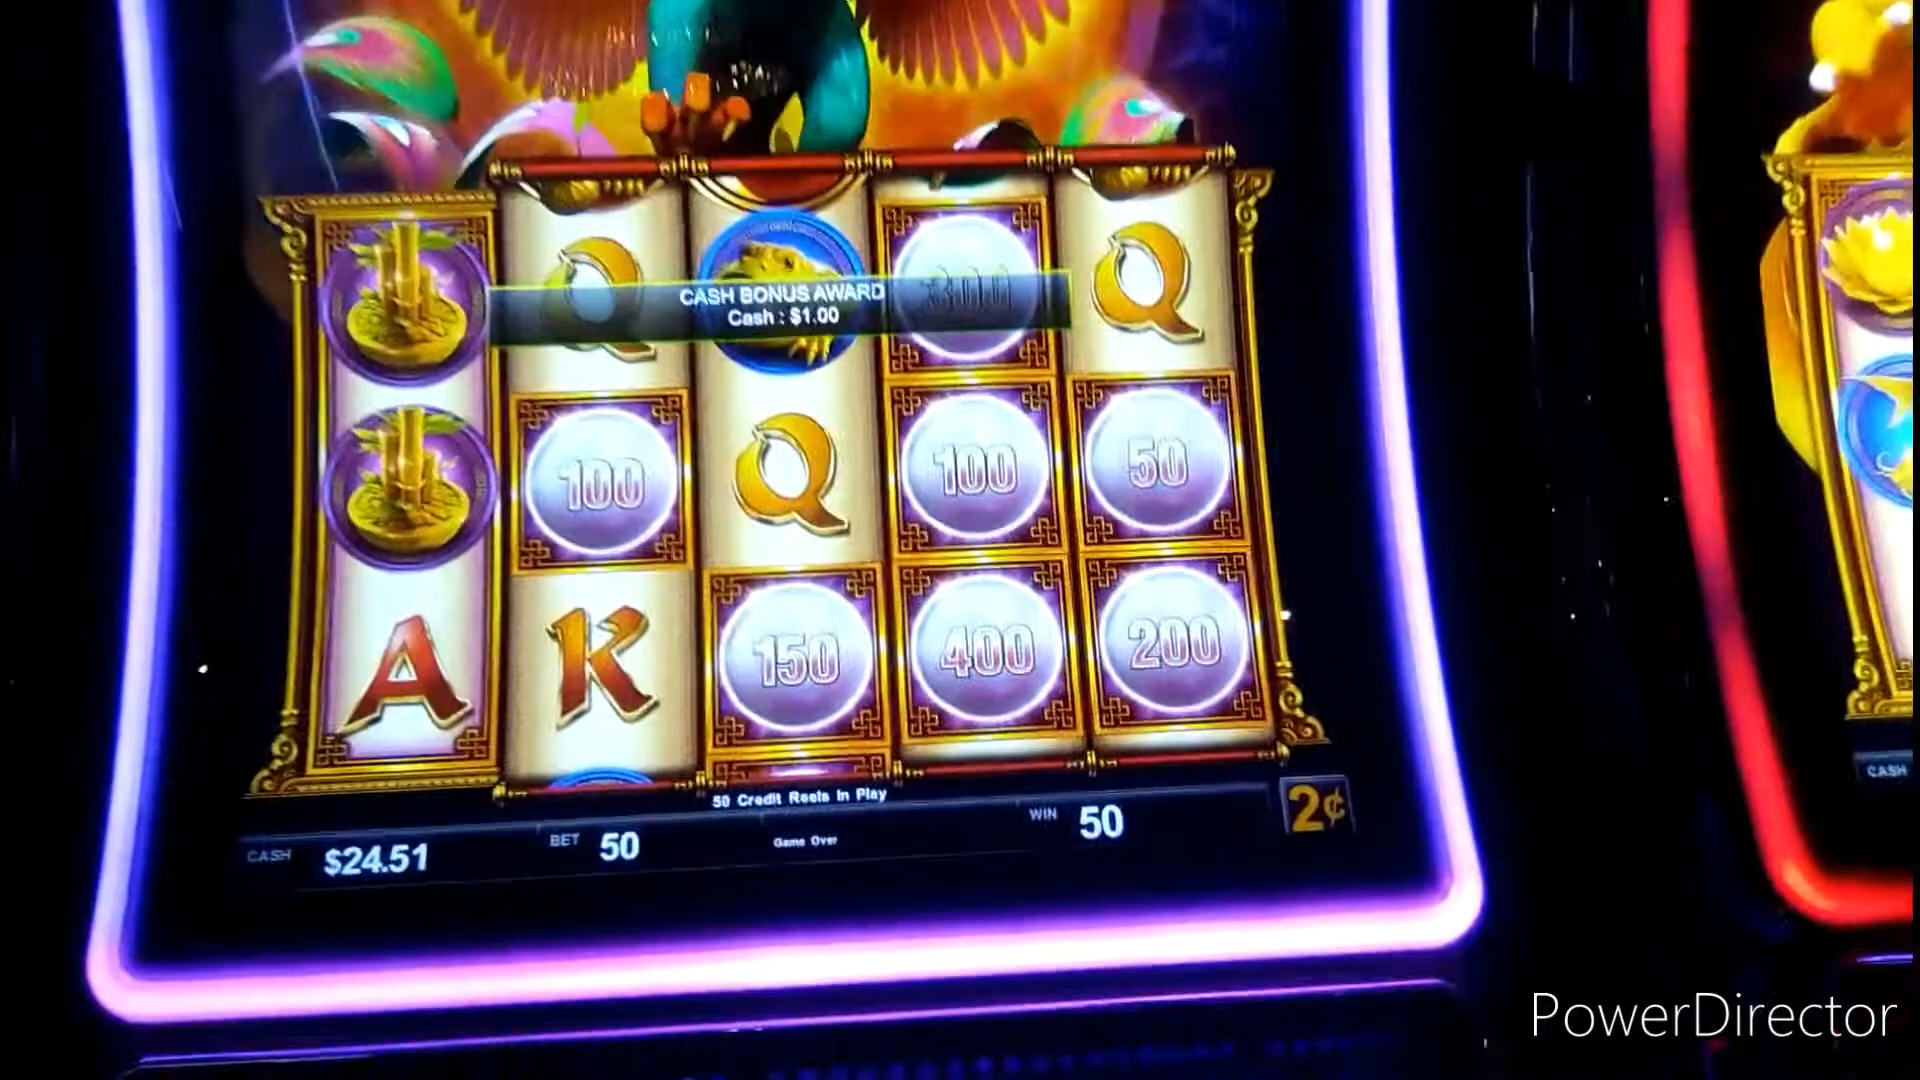 Q
300
Q
CASH BONUS AWARD
Cash : $1.00
100
Q
100
50
A
K
150
400
200
50 Credit Reels In Play
CASH $24.51
BET 50
Game Over
WIN 50
2¢
CASH
PowerDirector